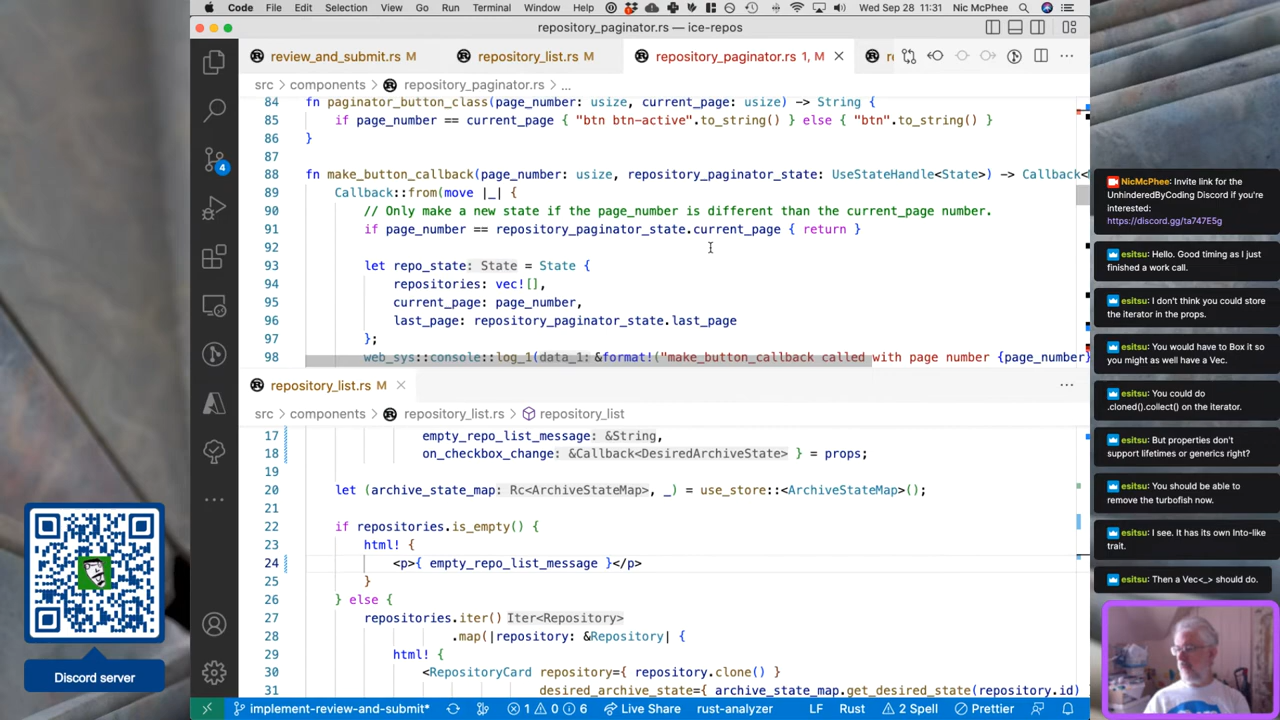 Code File Edit Selection View Go Run Terminal Window Help Wed Sep 28 11:31 Nic McPhee
repository_paginator.rs — ice-repos
review_and_submit.rs M repository_list.rs M repository_paginator.rs 1, M
src components repository_paginator.rs ...
84 fn paginator_button_class(page_number: usize, current_page: usize) -> String {
85 if page_number == current_page { "btn btn-active".to_string() } else { "btn".to_string() }
86 }
87
88 fn make_button_callback(page_number: usize, repository_paginator_state: UseStateHandle<State>) -> Callback<
89 Callback::from(move |_| {
90 // Only make a new state if the page_number is different than the current_page number.
91 if page_number == repository_paginator_state.current_page { return }
92
93 let repo_state: State = State {
94 repositories: vec![],
95 current_page: page_number,
96 last_page: repository_paginator_state.last_page
97 };
98 web_sys::console::log_1(data_1: &format!("make_button_callback called with page number {page_number}
repository_list.rs M
src components repository_list.rs repository_list
17 empty_repo_list_message: &String,
18 on_checkbox_change: &Callback<DesiredArchiveState> } = props;
19
20 let (archive_state_map: Rc<ArchiveStateMap>, _) = use_store::<ArchiveStateMap>();
21
22 if repositories.is_empty() {
23 html! {
24 <p>{ empty_repo_list_message }</p>
25 }
26 } else {
27 repositories.iter() Iter<Repository>
28 .map(|repository: &Repository| {
29 html! {
30 <RepositoryCard repository={ repository.clone() }
31 desired_archive_state={ archive_state_map.get_desired_state(repository.id)
4
implement-review-and-submit* 1 0 6 Live Share rust-analyzer LF Rust 2 Spell Prettier
NicMcPhee: Invite link for the
UnhinderedByCoding Discord if you're
interested:
https://discord.gg/ta747E5g
esitsu: Hello. Good timing as I just
finished a work call.
esitsu: I don't think you could store
the iterator in the props.
esitsu: You would have to Box it so
you might as well have a Vec.
esitsu: You could do
.cloned().collect() on the iterator.
esitsu: But properties don't
support lifetimes or generics right?
esitsu: You should be able to
remove the turbofish now.
esitsu: I see. It has its own Into-like
trait.
esitsu: Then a Vec<_> should do.
Discord server